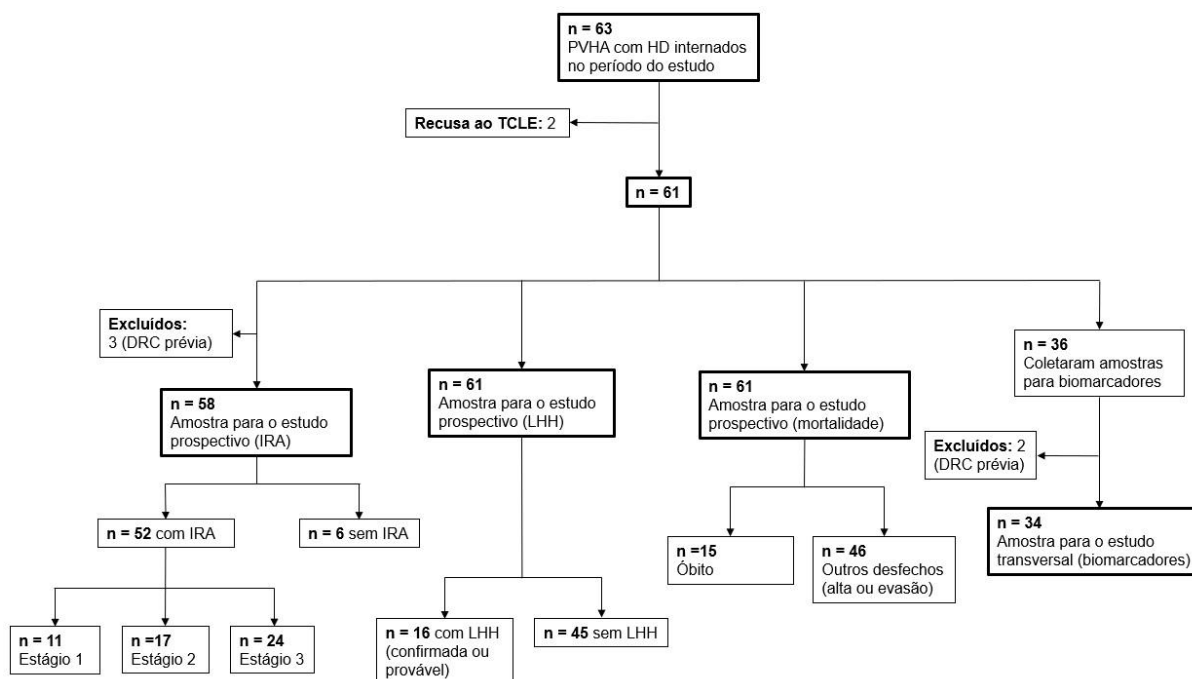 n = 63
PVHA com HD internados
no período do estudo
Recusa ao TCLE: 2
n = 61
Excluídos:
3 (DRC prévia)
n = 58
Amostra para o estudo
prospectivo (IRA)
n = 61
Amostra para o estudo
prospectivo (LHH)
n = 61
Amostra para o estudo
prospectivo (mortalidade)
n = 36
Coletaram amostras
para biomarcadores
Excluídos: 2
(DRC prévia)
n = 52 com IRA
n = 6 sem IRA
n =15
Óbito
n = 46
Outros desfechos
(alta ou evasão)
n = 34
Amostra para o estudo
transversal (biomarcadores)
n = 11
Estágio 1
n =17
Estágio 2
n = 24
Estágio 3
n = 16 com LHH
(confirmada ou
provável)
n = 45 sem LHH